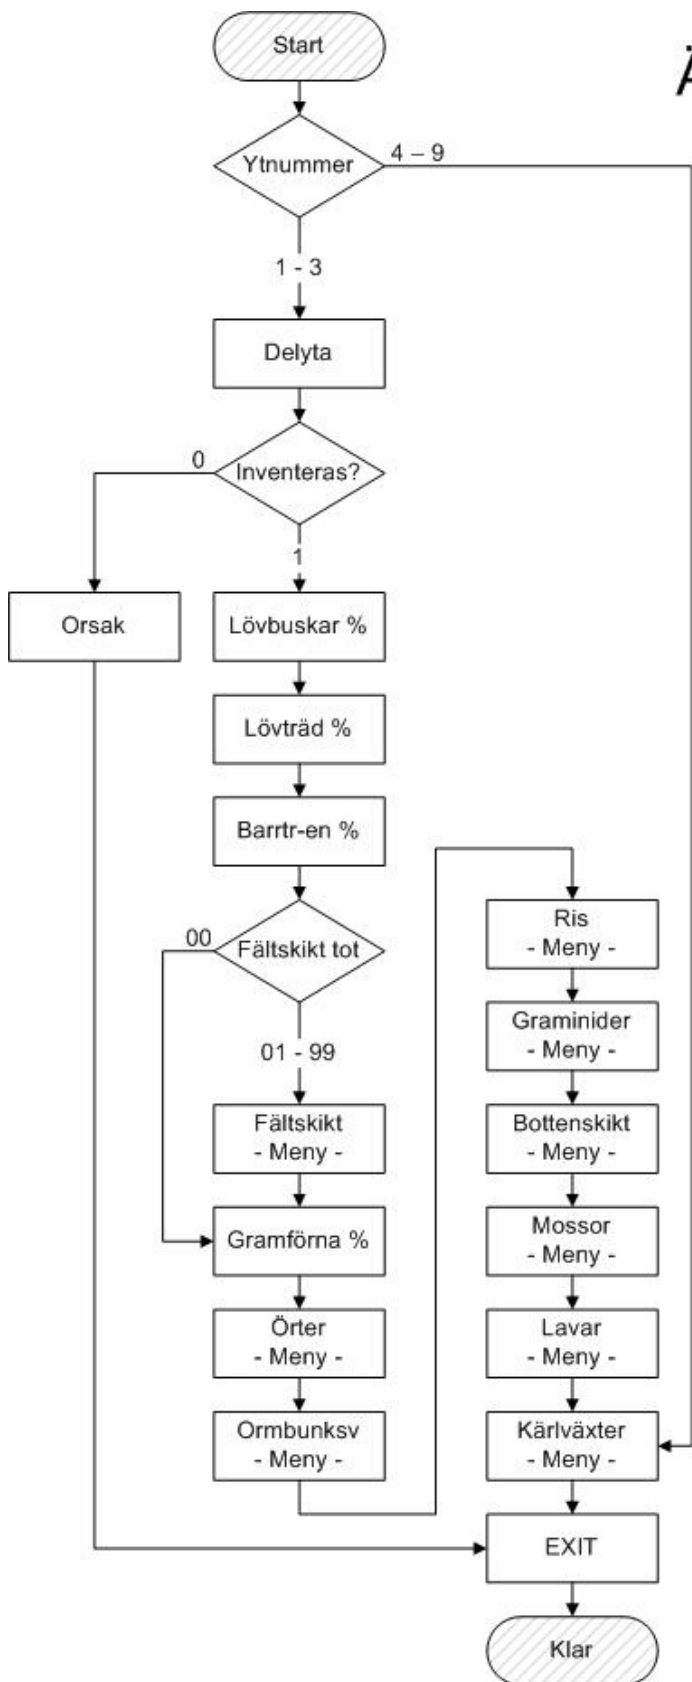 Start
Ä
Ytnummer
4 – 9
1 - 3
Delyta
Inventeras?
0
1
Orsak
Lövbuskar %
Lövträd %
Barrtr-en %
Fältskikt tot
00
01 - 99
Fältskikt
- Meny -
Gramförna %
Örter
- Meny -
Ormbunksv
- Meny -
Ris
- Meny -
Graminider
- Meny -
Bottenskikt
- Meny -
Mossor
- Meny -
Lavar
- Meny -
Kärlväxter
- Meny -
EXIT
Klar